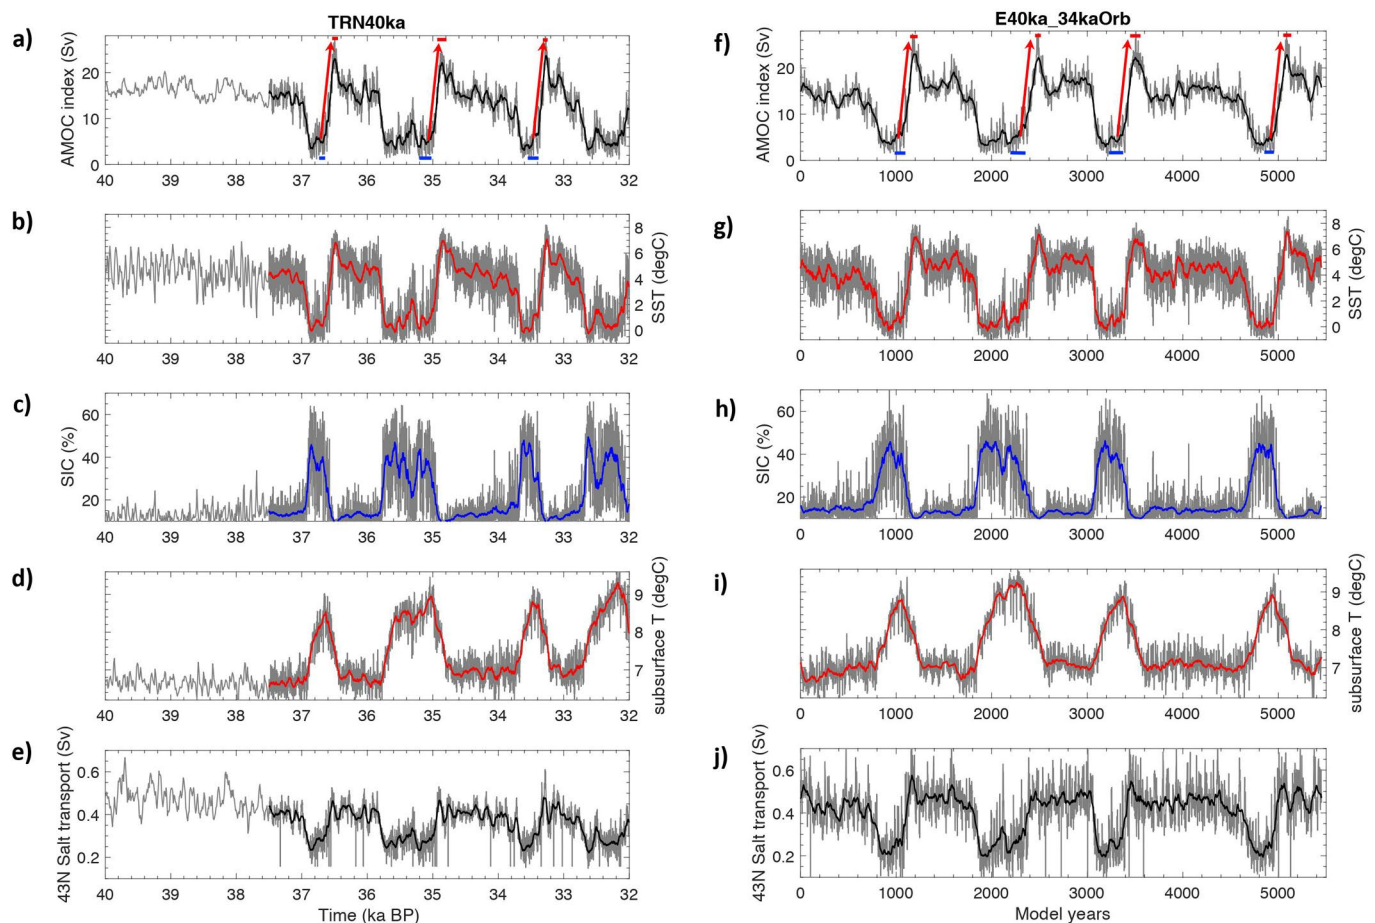 TRN40ka
a)
AMOC index (Sv)
20
10
0
40 39 38 37 36 35 34 33 32
b)
8
6
4
2
0
SST (degC)
40 39 38 37 36 35 34 33 32
c)
SIC (%)
60
40
20
40 39 38 37 36 35 34 33 32
d)
9
8
7
subsurface T (degC)
40 39 38 37 36 35 34 33 32
e)
43N Salt transport (Sv)
0.6
0.4
0.2
40 39 38 37 36 35 34 33 32
Time (ka BP)
E40ka_34kaOrb
f)
AMOC index (Sv)
20
10
0
0 1000 2000 3000 4000 5000
g)
8
6
4
2
0
SST (degC)
0 1000 2000 3000 4000 5000
h)
SIC (%)
60
40
20
0 1000 2000 3000 4000 5000
i)
9
8
7
subsurface T (degC)
0 1000 2000 3000 4000 5000
j)
43N Salt transport (Sv)
0.6
0.4
0.2
0 1000 2000 3000 4000 5000
Model years